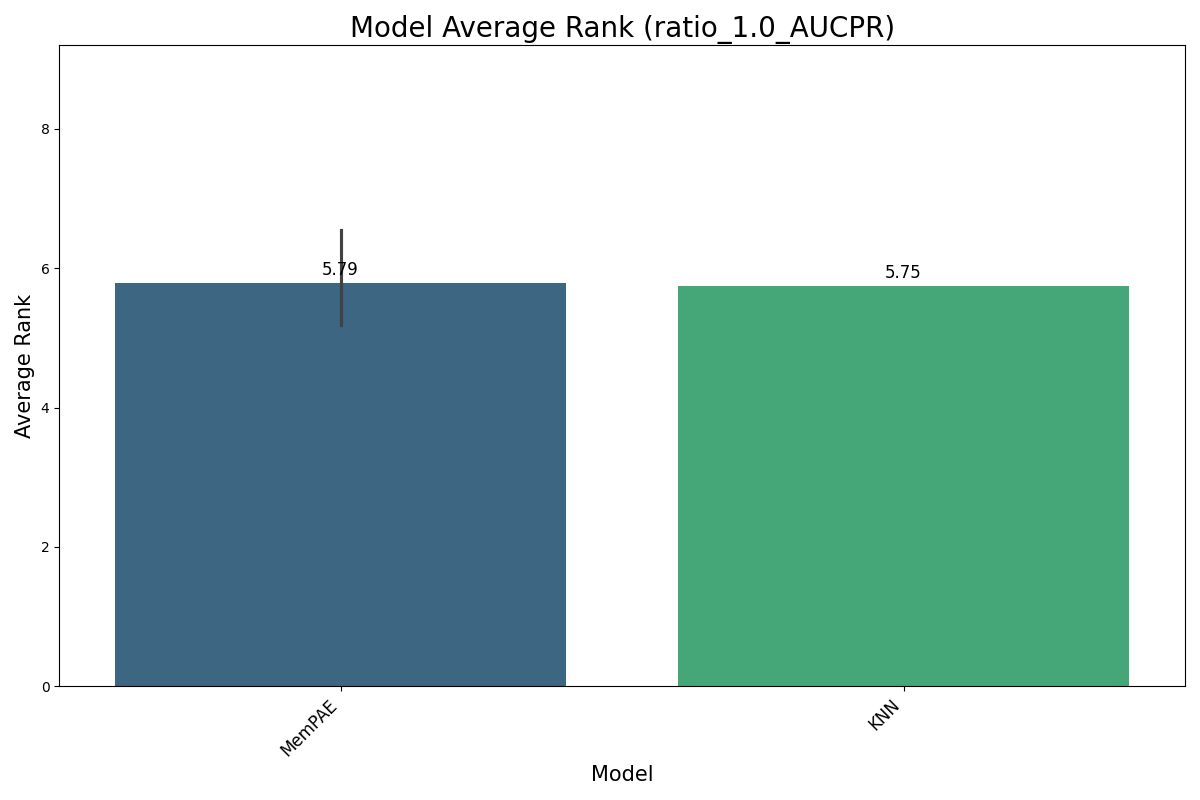 Model Average Rank (ratio_1.0_AUCPR)
Average Rank
8
6
4
2
0
5.79
5.75
MemPAE
KNN
Model